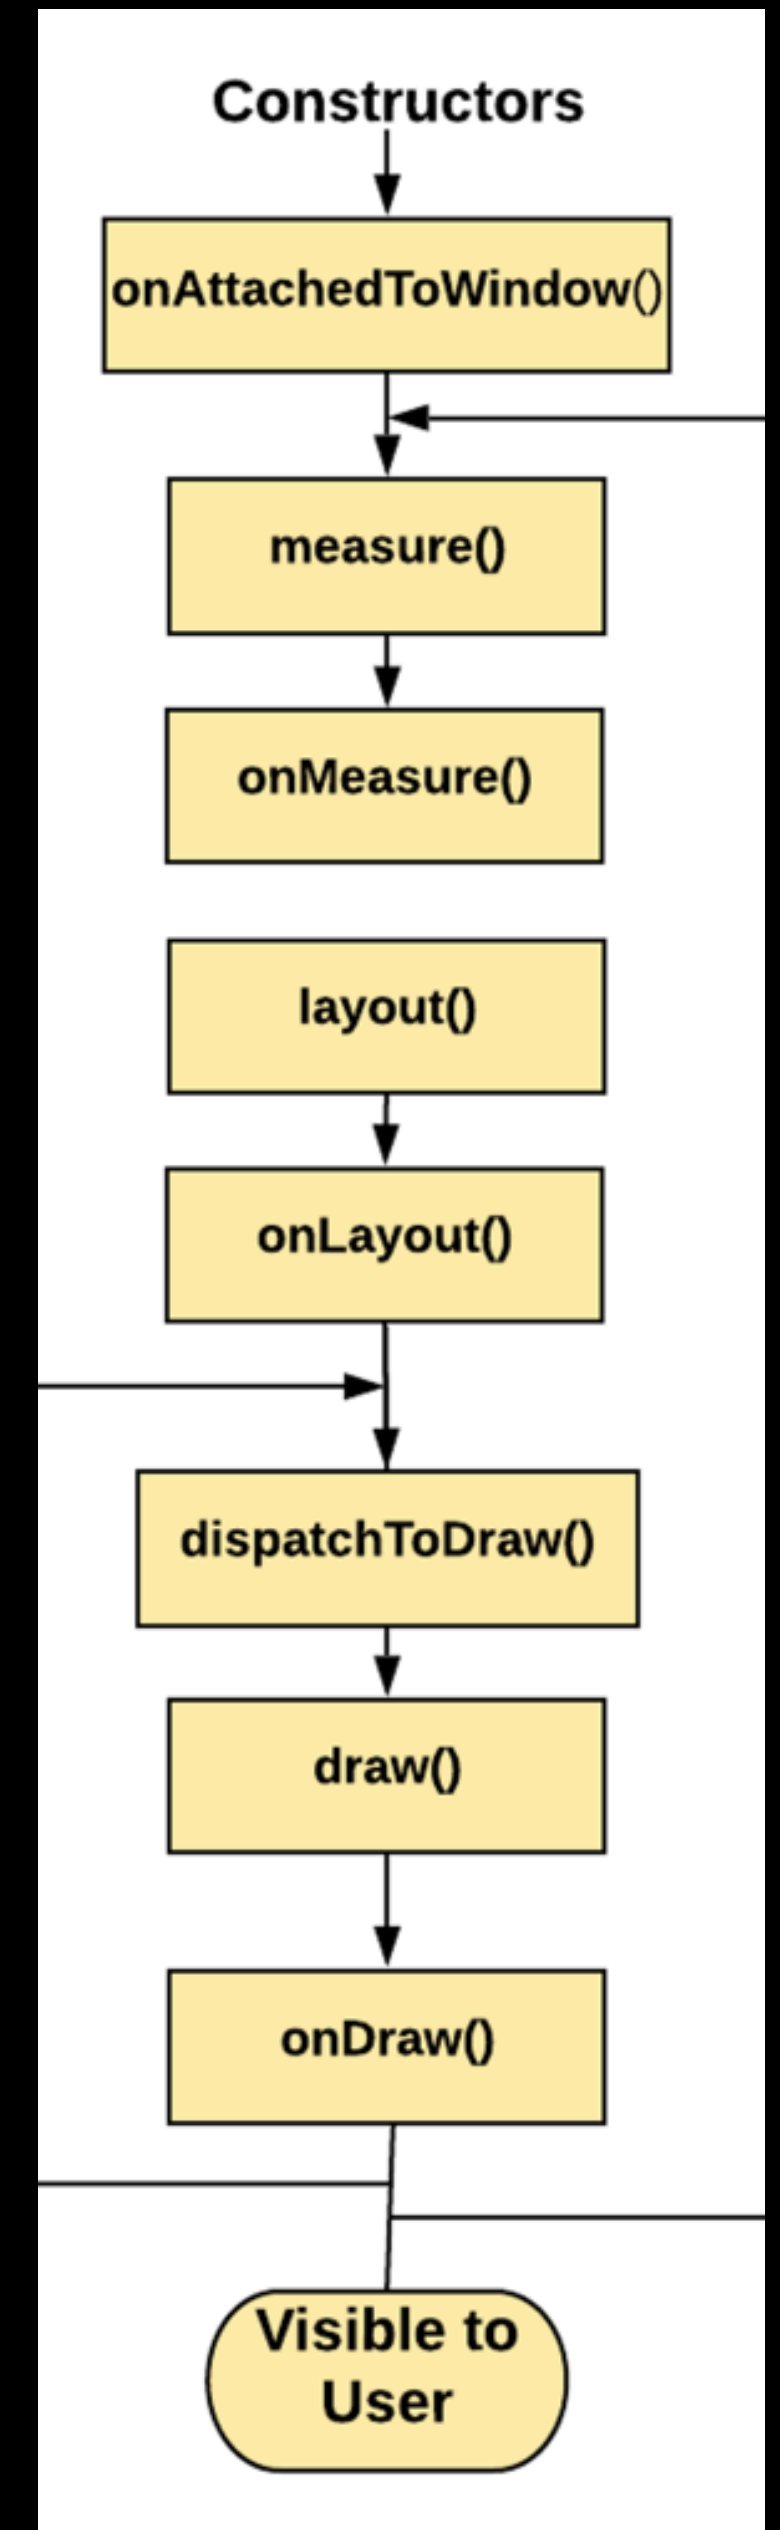 Constructors
onAttachedToWindow()
measure()
onMeasure()
layout()
onLayout()
dispatchToDraw()
draw()
onDraw()
Visible to
User